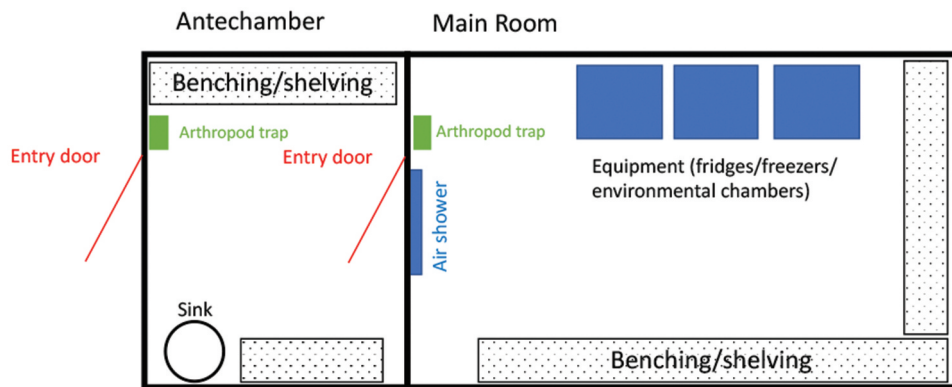 Antechamber
Main Room
Benching/shelving
Arthropod trap
Arthropod trap
Entry door
Entry door
Equipment (fridges/freezers/
environmental chambers)
Air shower
Sink
Benching/shelving